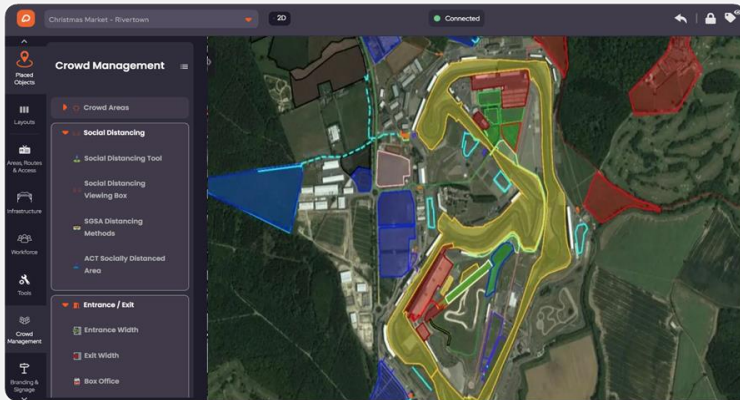 Christmas Market - Rivertown
2D
Connected
Placed
Objects
Layouts
Areas, Routes
& Access
Infrastructure
Workforce
Tools
Crowd
Management
Branding &
Signage
Crowd Management
Crowd Areas
Social Distancing
Social Distancing Tool
Social Distancing
Viewing Box
SGSA Distancing
Methods
ACT Socially Distanced
Area
Entrance / Exit
Entrance Width
Exit Width
Box Office